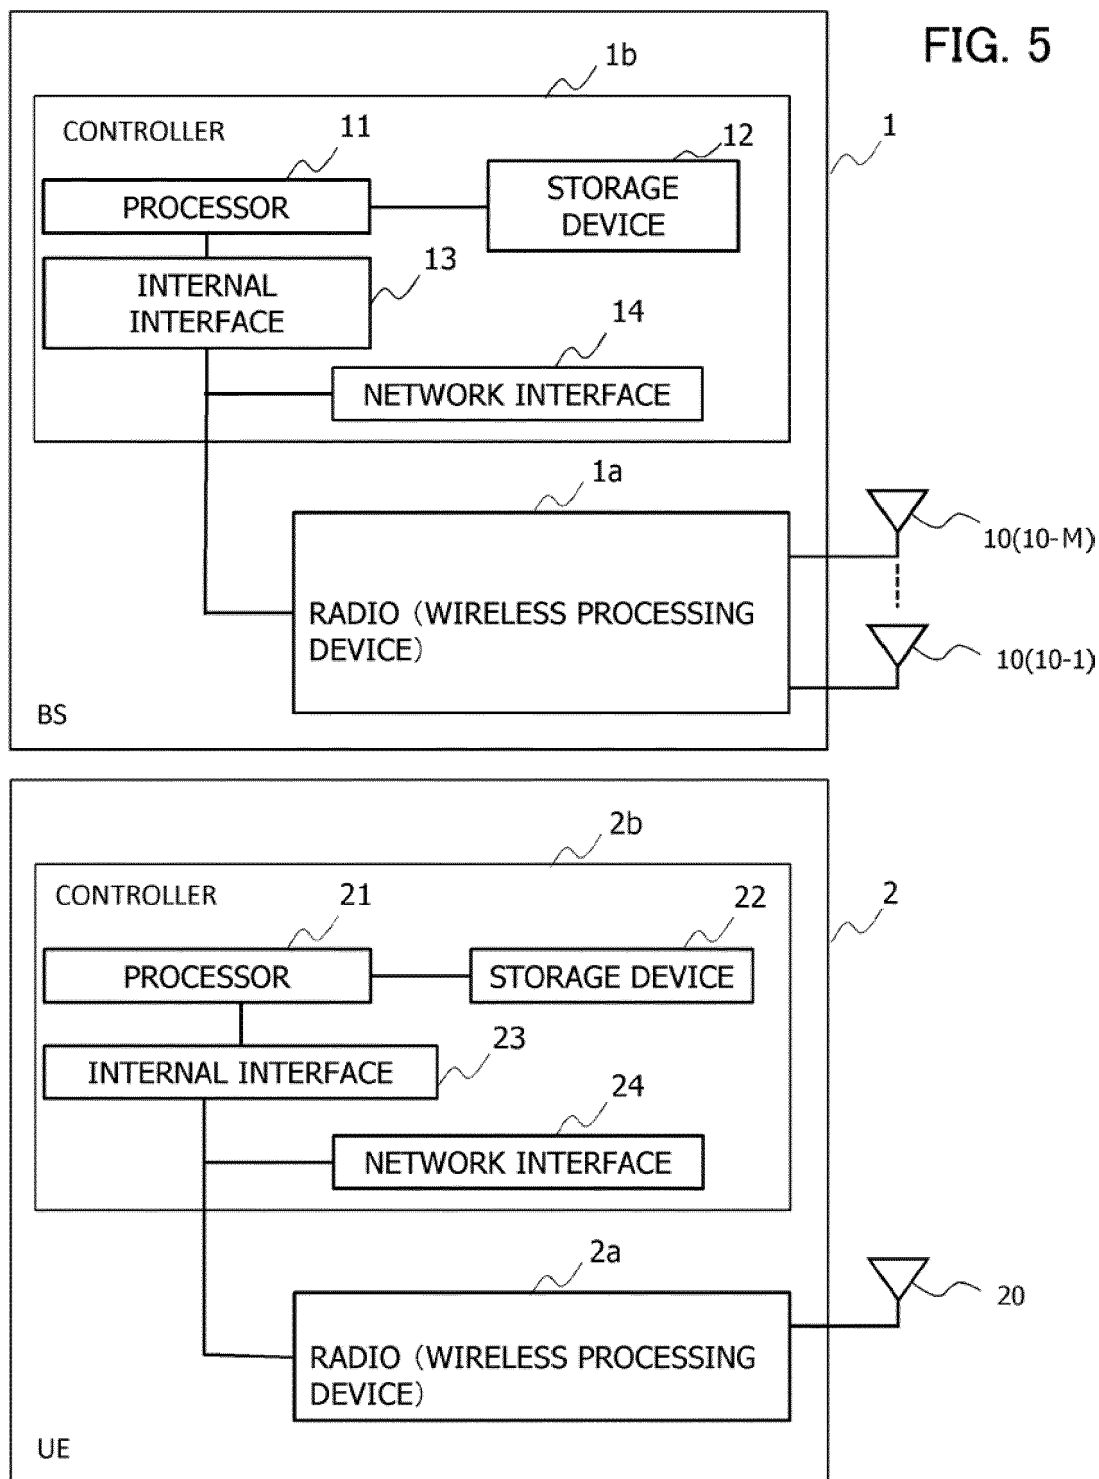 FIG. 5
1b
CONTROLLER
11
12
1
PROCESSOR
STORAGE
DEVICE
13
INTERNAL
INTERFACE
14
NETWORK INTERFACE
1a
10(10-M)
RADIO (WIRELESS PROCESSING
DEVICE)
10(10-1)
BS
2b
CONTROLLER
21
22
2
PROCESSOR
STORAGE DEVICE
23
INTERNAL INTERFACE
24
NETWORK INTERFACE
2a
20
RADIO (WIRELESS PROCESSING
DEVICE)
UE